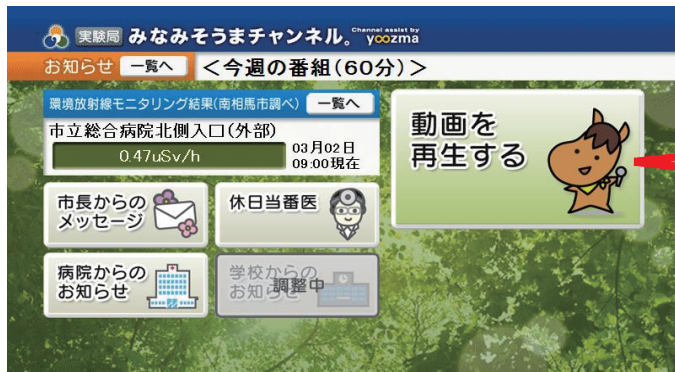 実験局 みなみそうまチャンネル。 Channel assist by yoozma
お知らせ 一覧へ <今週の番組(60分)>
環境放射線モニタリング結果(南相馬市調べ) 一覧へ
市立総合病院北側入口(外部)
0.47uSv/h
03月02日
09:00現在
動画を
再生する
市長からの
メッセージ
休日当番医
病院からの
お知らせ
学校からの
お知らせ
調整中